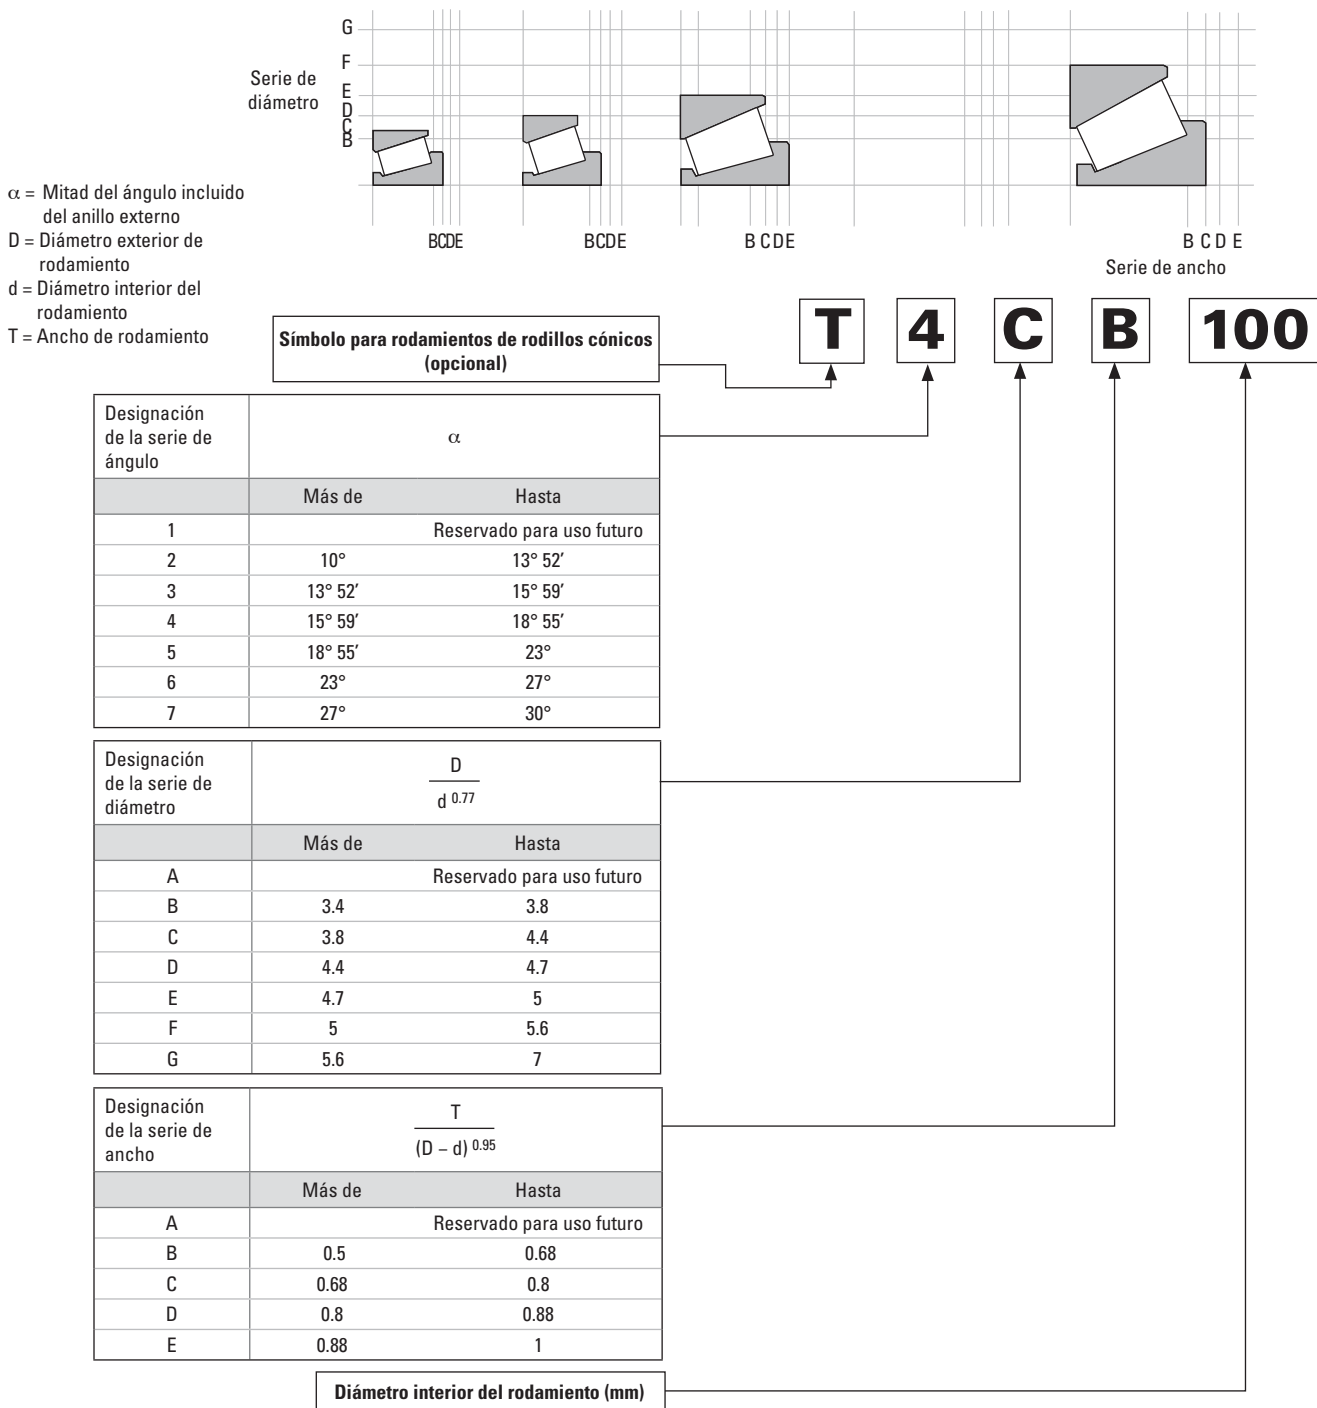 G
F
E
D
C
B
Serie de
diámetro
α = Mitad del ángulo incluido
del anillo externo
D = Diámetro exterior de
rodamiento
d = Diámetro interior del
rodamiento
T = Ancho de rodamiento
BCDE
BCDE
B C D E
B C D E
Serie de ancho
T 4 C B 100
Símbolo para rodamientos de rodillos cónicos
(opcional)
Designación
de la serie de
ángulo
α
Más de Hasta
1 Reservado para uso futuro
2 10° 13° 52′
3 13° 52′ 15° 59′
4 15° 59′ 18° 55′
5 18° 55′ 23°
6 23° 27°
7 27° 30°
Designación
de la serie de
diámetro
D
d 0.77
Más de Hasta
A Reservado para uso futuro
B 3.4 3.8
C 3.8 4.4
D 4.4 4.7
E 4.7 5
F 5 5.6
G 5.6 7
Designación
de la serie de
ancho
T
(D – d) 0.95
Más de Hasta
A Reservado para uso futuro
B 0.5 0.68
C 0.68 0.8
D 0.8 0.88
E 0.88 1
Diámetro interior del rodamiento (mm)